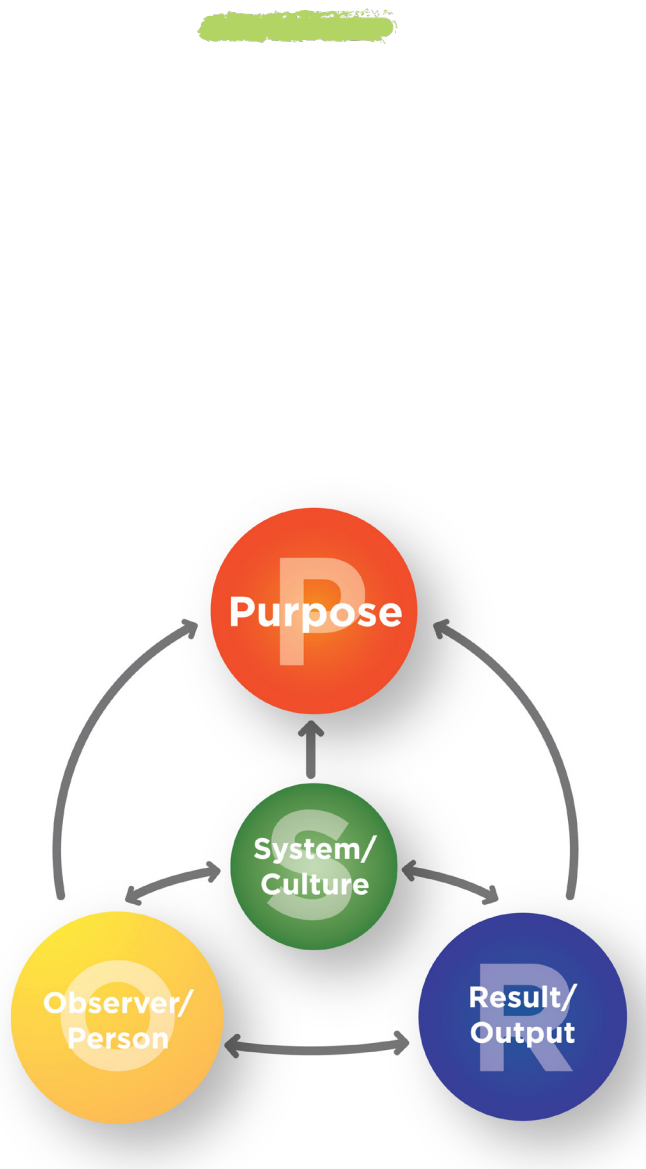 P
Purpose
S
System/
Culture
O
Observer/
Person
R
Result/
Output